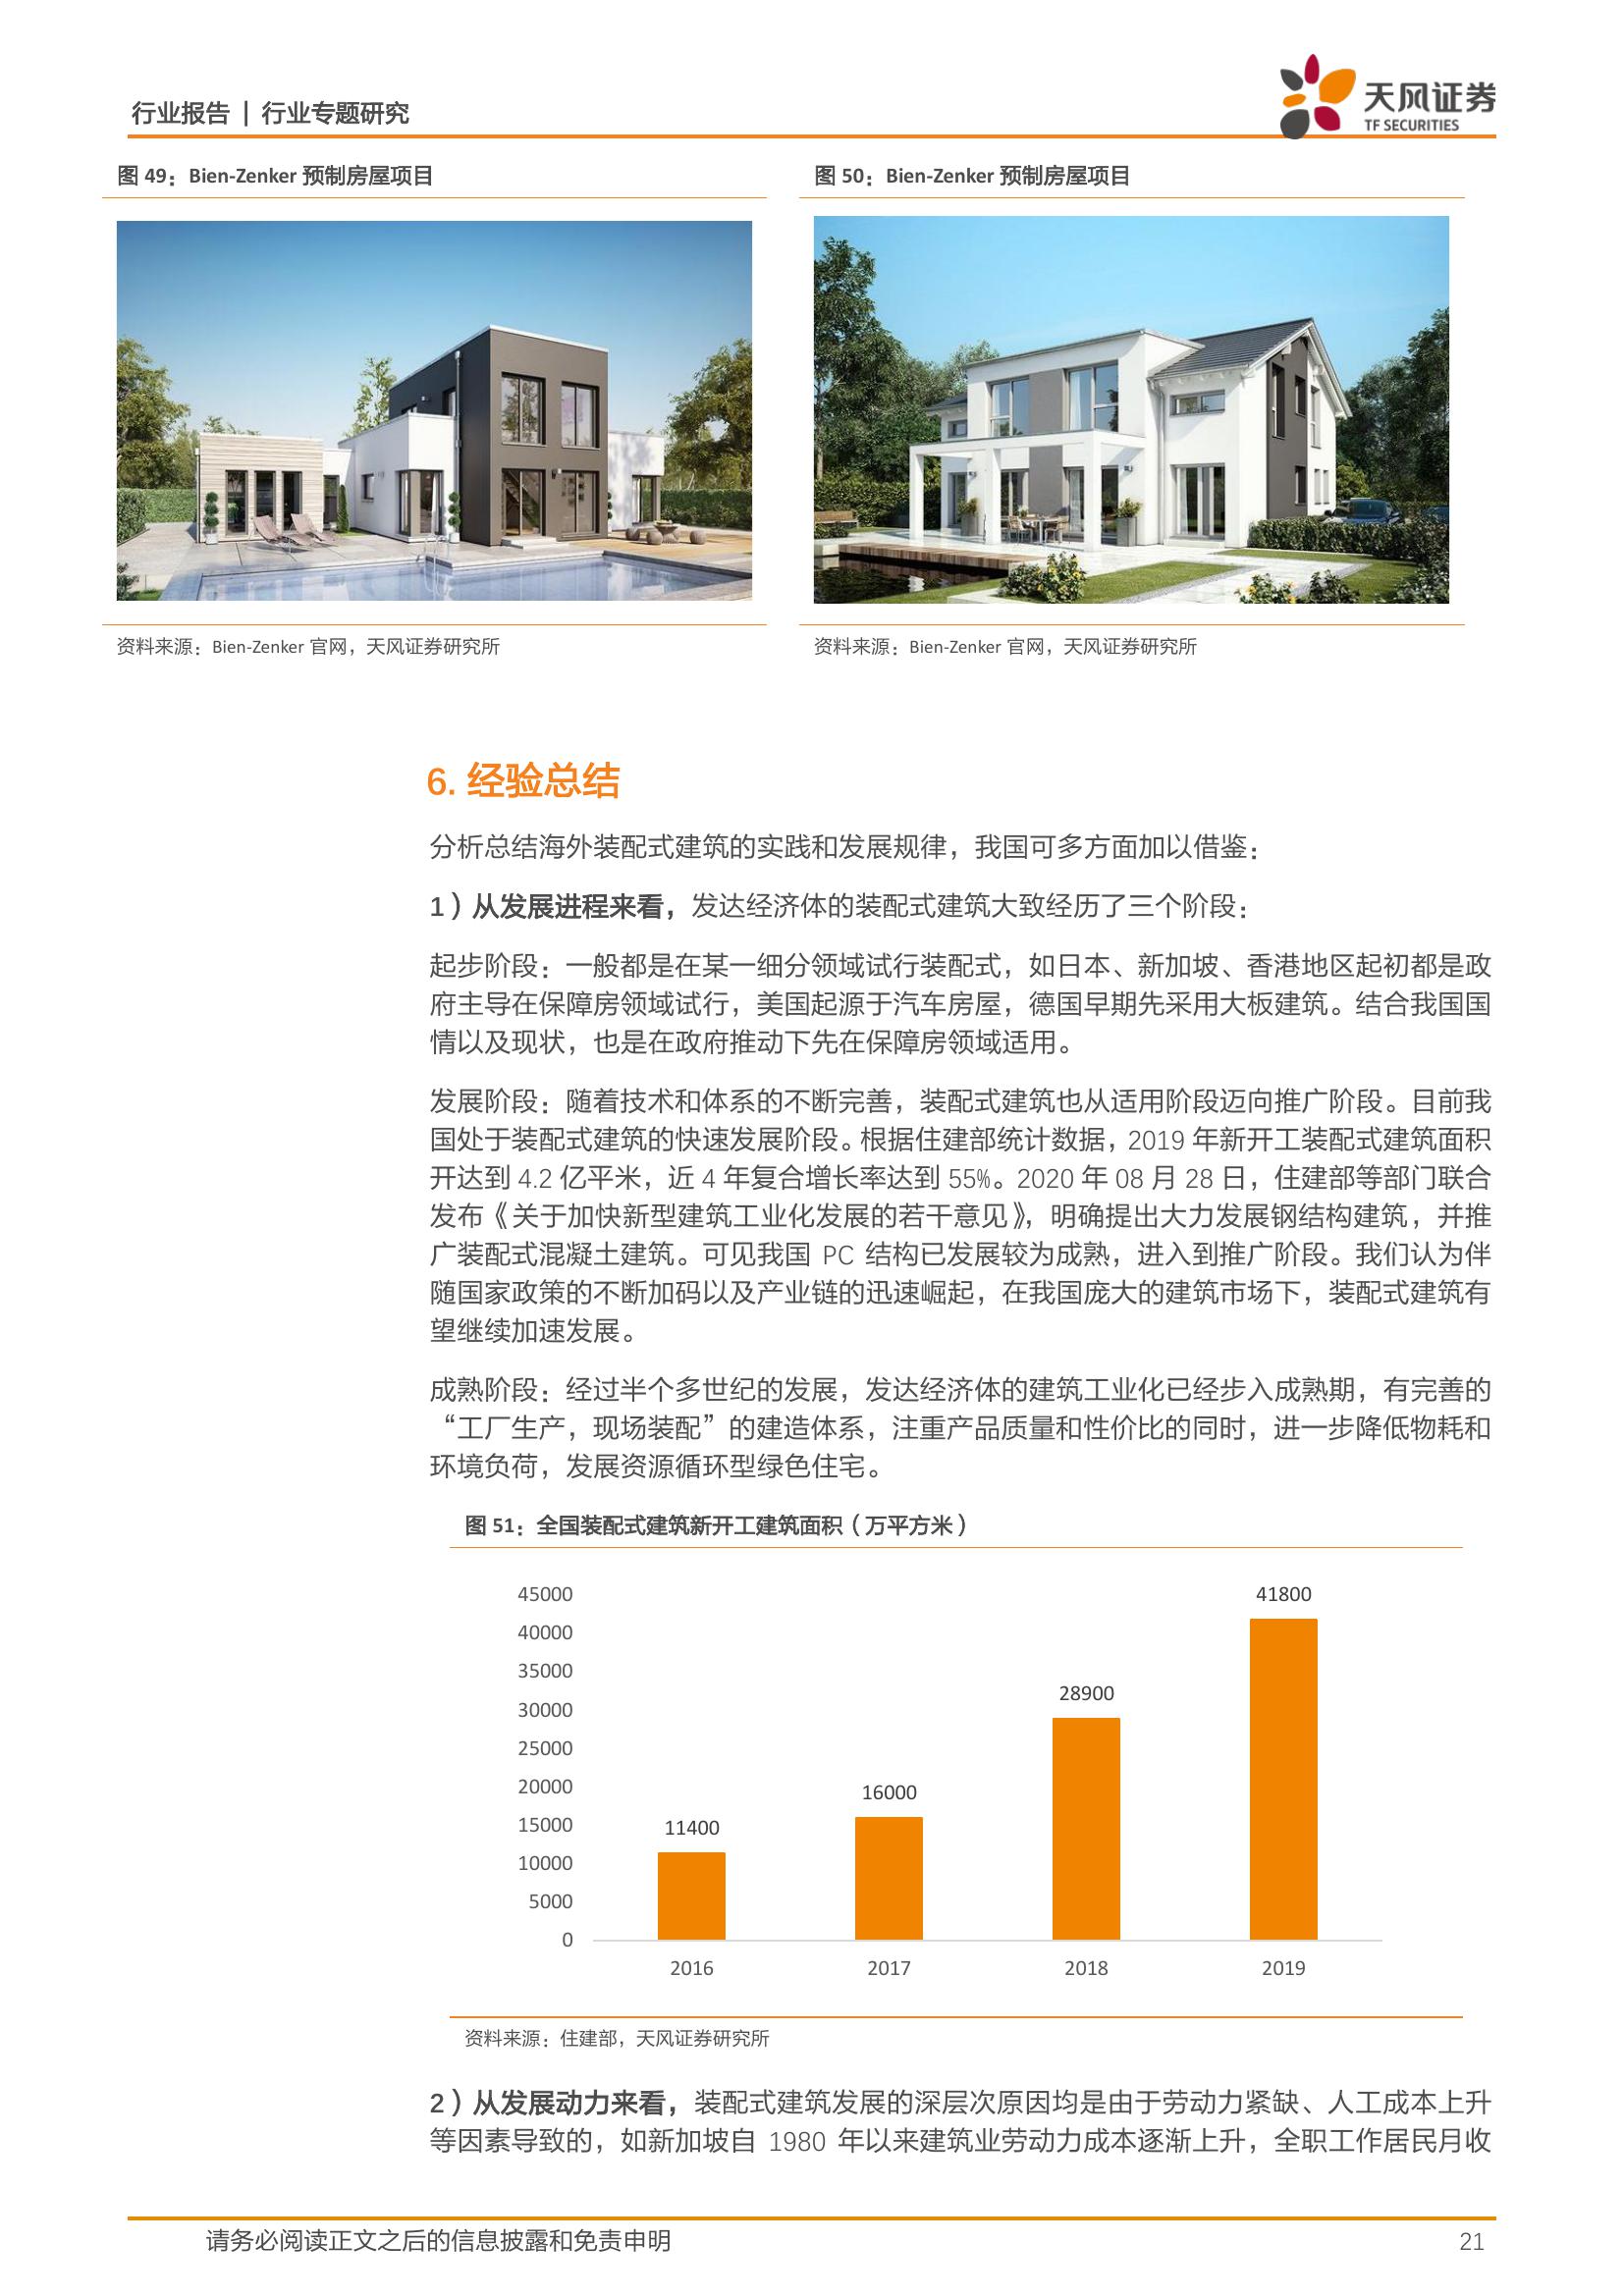 行业报告 | 行业专题研究
天风证券
TF SECURITIES
图 49：Bien-Zenker 预制房屋项目
图 50：Bien-Zenker 预制房屋项目
资料来源：Bien-Zenker 官网，天风证券研究所
资料来源：Bien-Zenker 官网，天风证券研究所
6. 经验总结
分析总结海外装配式建筑的实践和发展规律，我国可多方面加以借鉴：
1）从发展进程来看，发达经济体的装配式建筑大致经历了三个阶段：
起步阶段：一般都是在某一细分领域试行装配式，如日本、新加坡、香港地区起初都是政
府主导在保障房领域试行，美国起源于汽车房屋，德国早期先采用大板建筑。结合我国国
情以及现状，也是在政府推动下先在保障房领域适用。
发展阶段：随着技术和体系的不断完善，装配式建筑也从适用阶段迈向推广阶段。目前我
国处于装配式建筑的快速发展阶段。根据住建部统计数据，2019 年新开工装配式建筑面积
开达到 4.2 亿平米，近 4 年复合增长率达到 55%。2020 年 08 月 28 日，住建部等部门联合
发布《关于加快新型建筑工业化发展的若干意见》，明确提出大力发展钢结构建筑，并推
广装配式混凝土建筑。可见我国 PC 结构已发展较为成熟，进入到推广阶段。我们认为伴
随国家政策的不断加码以及产业链的迅速崛起，在我国庞大的建筑市场下，装配式建筑有
望继续加速发展。
成熟阶段：经过半个多世纪的发展，发达经济体的建筑工业化已经步入成熟期，有完善的
“工厂生产，现场装配”的建造体系，注重产品质量和性价比的同时，进一步降低物耗和
环境负荷，发展资源循环型绿色住宅。
图 51：全国装配式建筑新开工建筑面积（万平方米）
45000
40000
35000
30000
25000
20000
15000
10000
5000
0
11400
16000
28900
41800
2016
2017
2018
2019
资料来源：住建部，天风证券研究所
2）从发展动力来看，装配式建筑发展的深层次原因均是由于劳动力紧缺、人工成本上升
等因素导致的，如新加坡自 1980 年以来建筑业劳动力成本逐渐上升，全职工作居民月收
请务必阅读正文之后的信息披露和免责申明
21